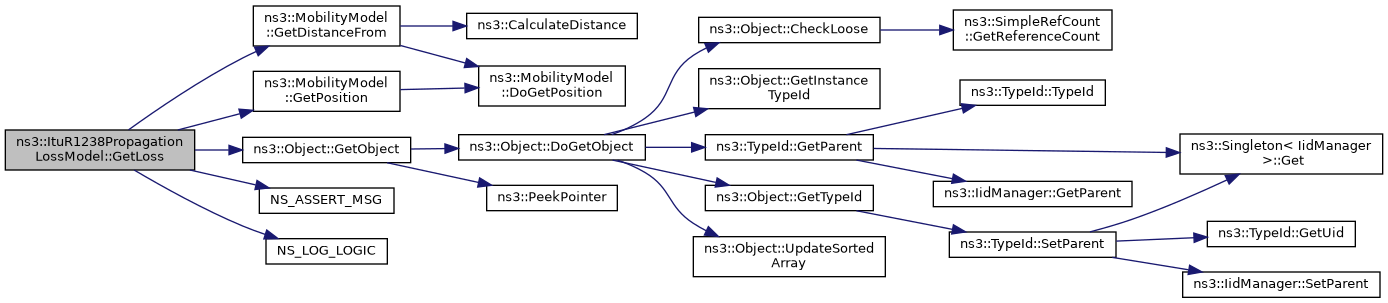 ns3::ItuR1238Propagation
LossModel::GetLoss
ns3::MobilityModel
::GetDistanceFrom
ns3::MobilityModel
::GetPosition
ns3::Object::GetObject
NS_ASSERT_MSG
NS_LOG_LOGIC
ns3::CalculateDistance
ns3::MobilityModel
::DoGetPosition
ns3::Object::DoGetObject
ns3::PeekPointer
ns3::Object::CheckLoose
ns3::Object::GetInstance
TypeId
ns3::TypeId::GetParent
ns3::Object::GetTypeId
ns3::Object::UpdateSorted
Array
ns3::SimpleRefCount
::GetReferenceCount
ns3::TypeId::TypeId
ns3::IidManager::GetParent
ns3::TypeId::SetParent
ns3::Singleton< IidManager
>::Get
ns3::TypeId::GetUid
ns3::IidManager::SetParent